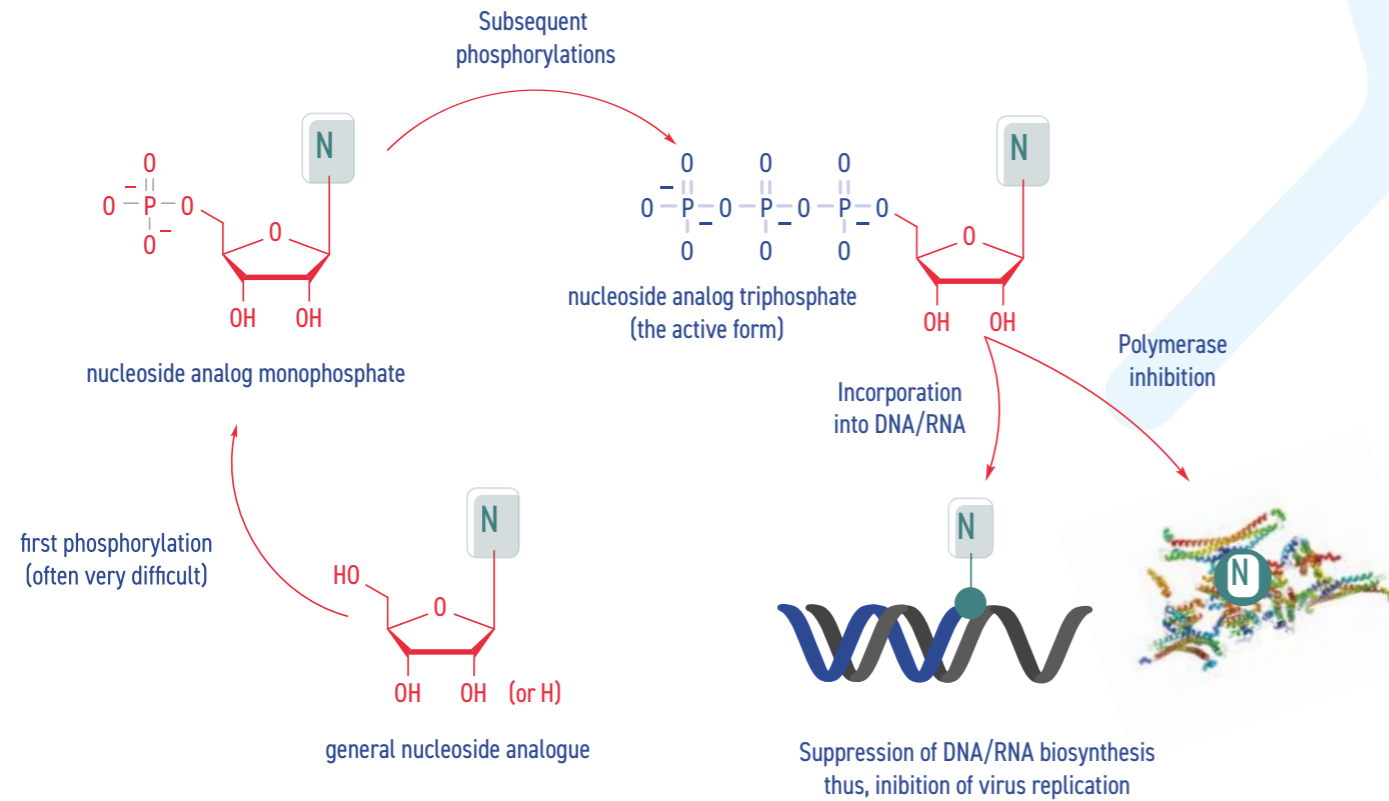 Subsequent
phosphorylations
N
O
O P O
O
O
OH OH
nucleoside analog monophosphate
O O O
O P O P O P O
O O O
N
O
OH OH
nucleoside analog triphosphate
(the active form)
Polymerase
inhibition
Incorporation
into DNA/RNA
first phosphorylation
(often very difficult)
N
HO
O
OH OH (or H)
general nucleoside analogue
N
N
Suppression of DNA/RNA biosynthesis
thus, inibition of virus replication